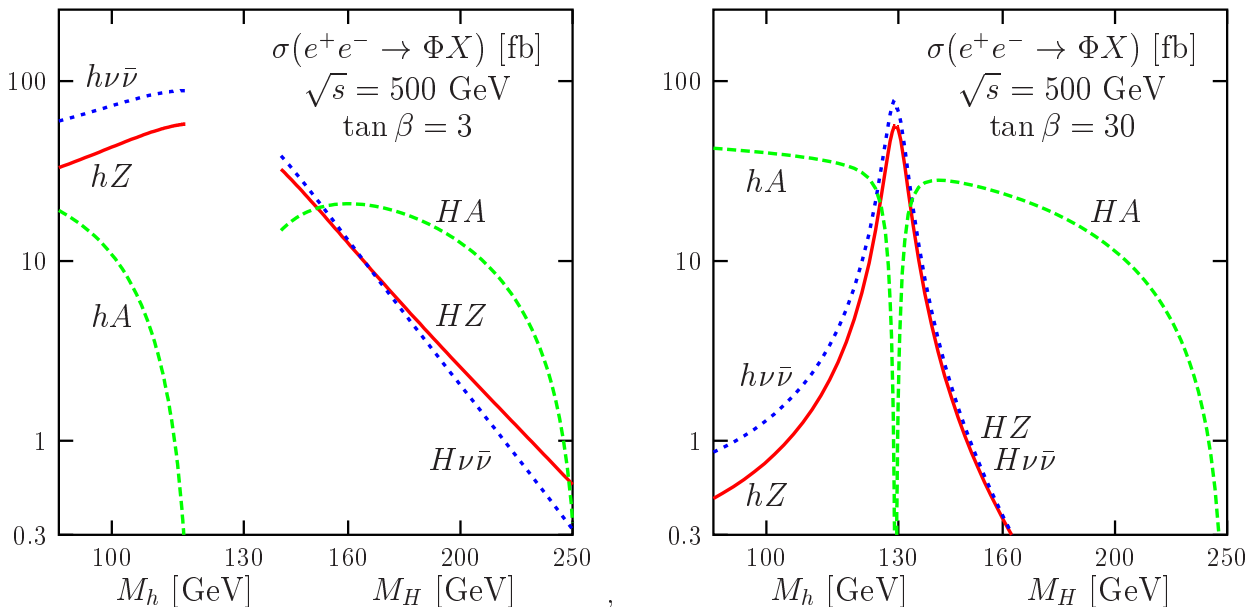 σ(e⁺e⁻ → ΦX) [fb]
√s = 500 GeV
tan β = 3
hνν̄
hZ
hA
HA
HZ
Hνν̄
100
10
1
0.3
100 130 160 200 250
M_h [GeV] M_H [GeV]
,
σ(e⁺e⁻ → ΦX) [fb]
√s = 500 GeV
tan β = 30
hA
HA
hνν̄
hZ
HZ
Hνν̄
100
10
1
0.3
100 130 160 200 250
M_h [GeV] M_H [GeV]